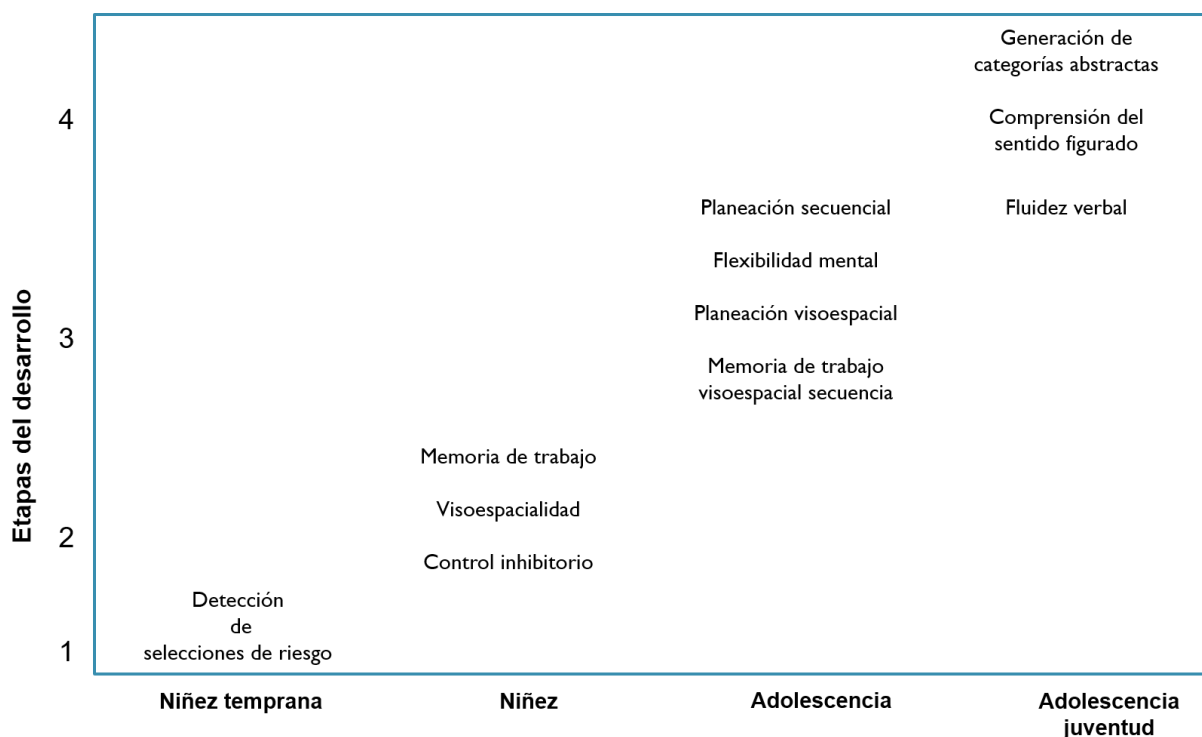 Generación de
categorías abstractas
4
Comprensión del
sentido figurado
Planeación secuencial
Fluidez verbal
Flexibilidad mental
Planeación visoespacial
3
Memoria de trabajo
visoespacial secuencia
Etapas del desarrollo
Memoria de trabajo
Visoespacialidad
2
Control inhibitorio
Detección
de
selecciones de riesgo
1
Niñez temprana
Niñez
Adolescencia
Adolescencia
juventud